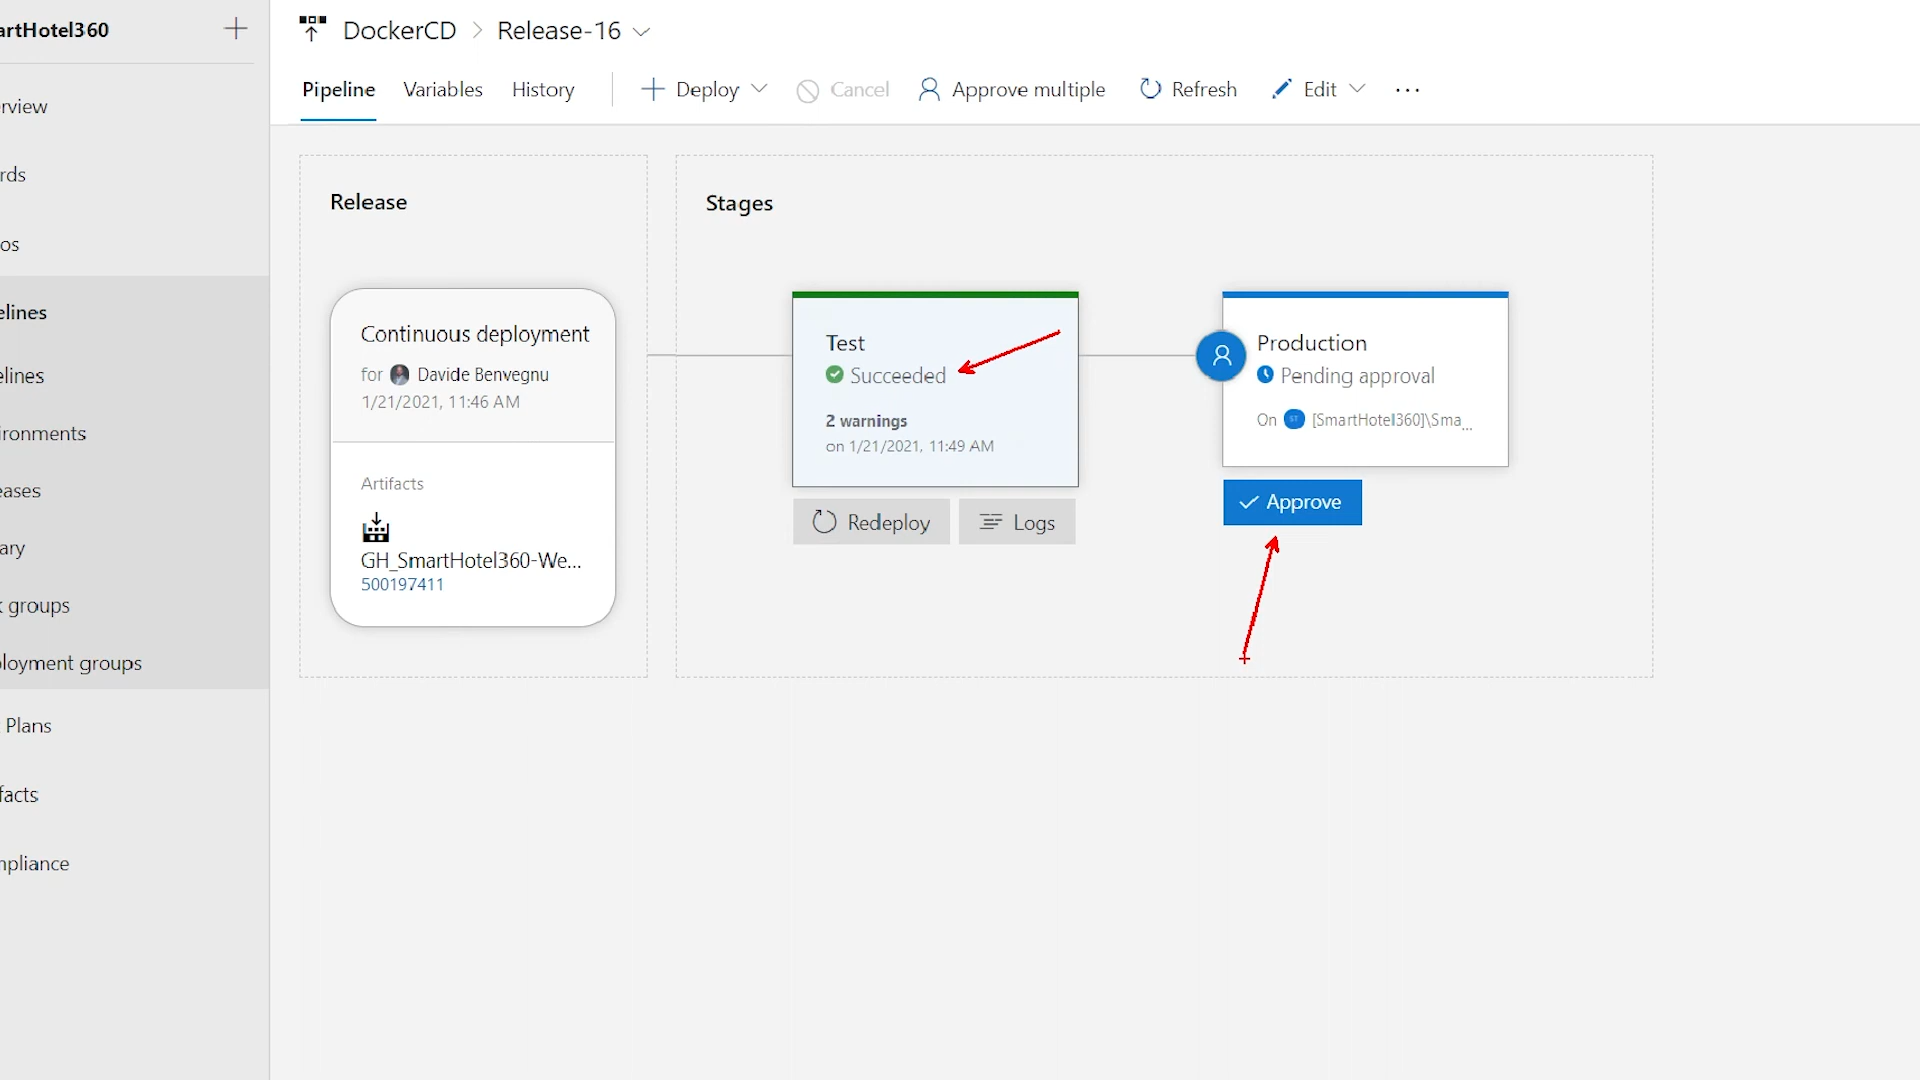 artHotel360
DockerCD > Release-16
Pipeline Variables History Deploy Cancel Approve multiple Refresh Edit ...
rview
rds
os
elines
elines
ironments
eases
ary
groups
loyment groups
Plans
facts
mpliance
Release
Continuous deployment
for Davide Benvegnu
1/21/2021, 11:46 AM
Artifacts
GH_SmartHotel360-We...
500197411
Stages
Test
Succeeded
2 warnings
on 1/21/2021, 11:49 AM
Redeploy Logs
Production
Pending approval
On ST [SmartHotel360]\Sma...
Approve